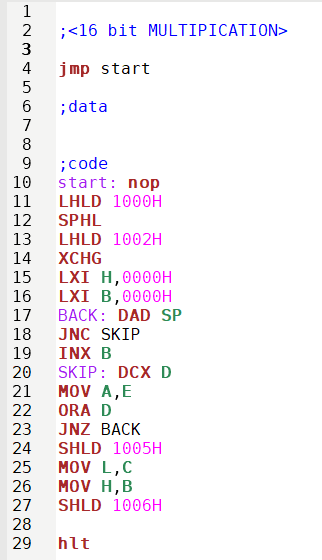 1
2 ;<16 bit MULTIPICATION>
3
4 jmp start
5
6 ;data
7
8
9 ;code
10 start: nop
11 LHLD 1000H
12 SPHL
13 LHLD 1002H
14 XCHG
15 LXI H,0000H
16 LXI B,0000H
17 BACK: DAD SP
18 JNC SKIP
19 INX B
20 SKIP: DCX D
21 MOV A,E
22 ORA D
23 JNZ BACK
24 SHLD 1005H
25 MOV L,C
26 MOV H,B
27 SHLD 1006H
28
29 hlt